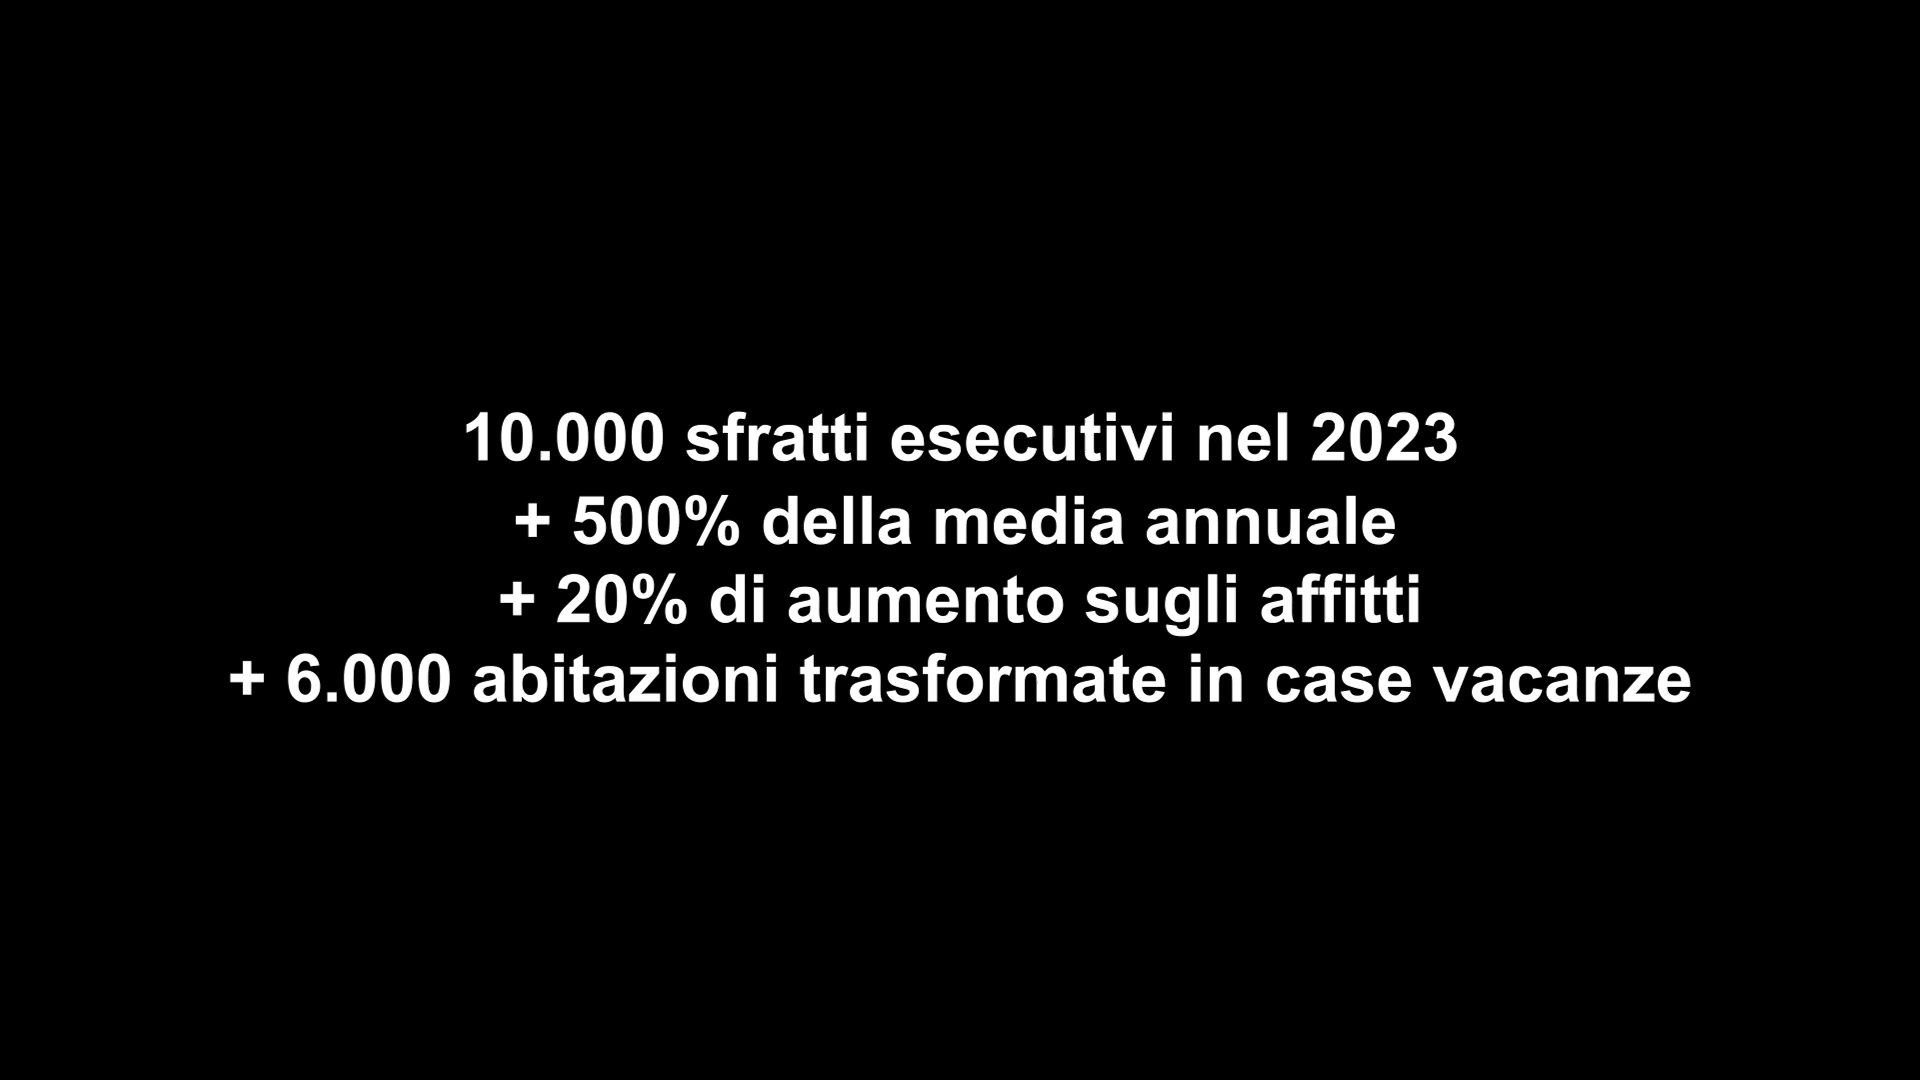 10.000 sfratti esecutivi nel 2023
+ 500% della media annuale
+ 20% di aumento sugli affitti
+ 6.000 abitazioni trasformate in case vacanze